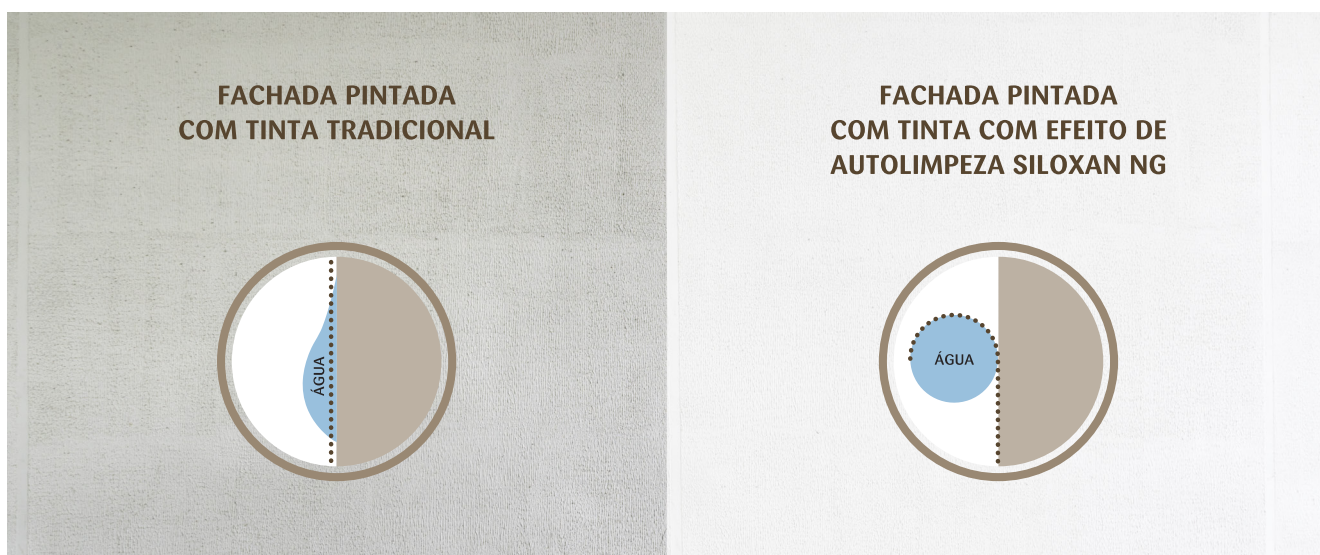 FACHADA PINTADA
COM TINTA TRADICIONAL
ÁGUA
FACHADA PINTADA
COM TINTA COM EFEITO DE
AUTOLIMPEZA SILOXAN NG
ÁGUA